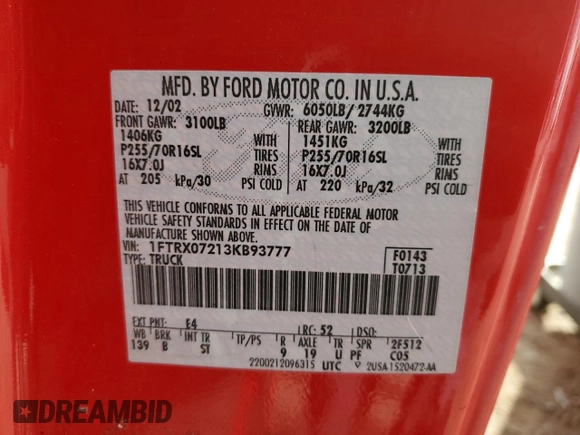 MFD. BY FORD MOTOR CO. IN U.S.A.
DATE: 12/02 GVWR: 6050LB/ 2744KG
FRONT GAWR: 3100LB REAR GAWR: 3200LB
1406KG WITH 1451KG WITH
P255/70R16SL TIRES P255/70R16SL TIRES
16X7.0J RIMS 16X7.0J RIMS
AT 205 kPa/30 PSI COLD AT 220 kPa/32 PSI COLD
THIS VEHICLE CONFORMS TO ALL APPLICABLE FEDERAL MOTOR
VEHICLE SAFETY STANDARDS IN EFFECT ON THE DATE OF
MANUFACTURE SHOWN ABOVE.
VIN: 1FTRX07213KB93777 F0143
TYPE: TRUCK T0713
EXT PNT: E4 RC: 52 DSO:
WB BRK INT TR TP/PS R AXLE TR SPR 2F512
139 B ST 9 19 U PF C05
2200212096315 UTC 2USA-1520472-AA
DREAMBID